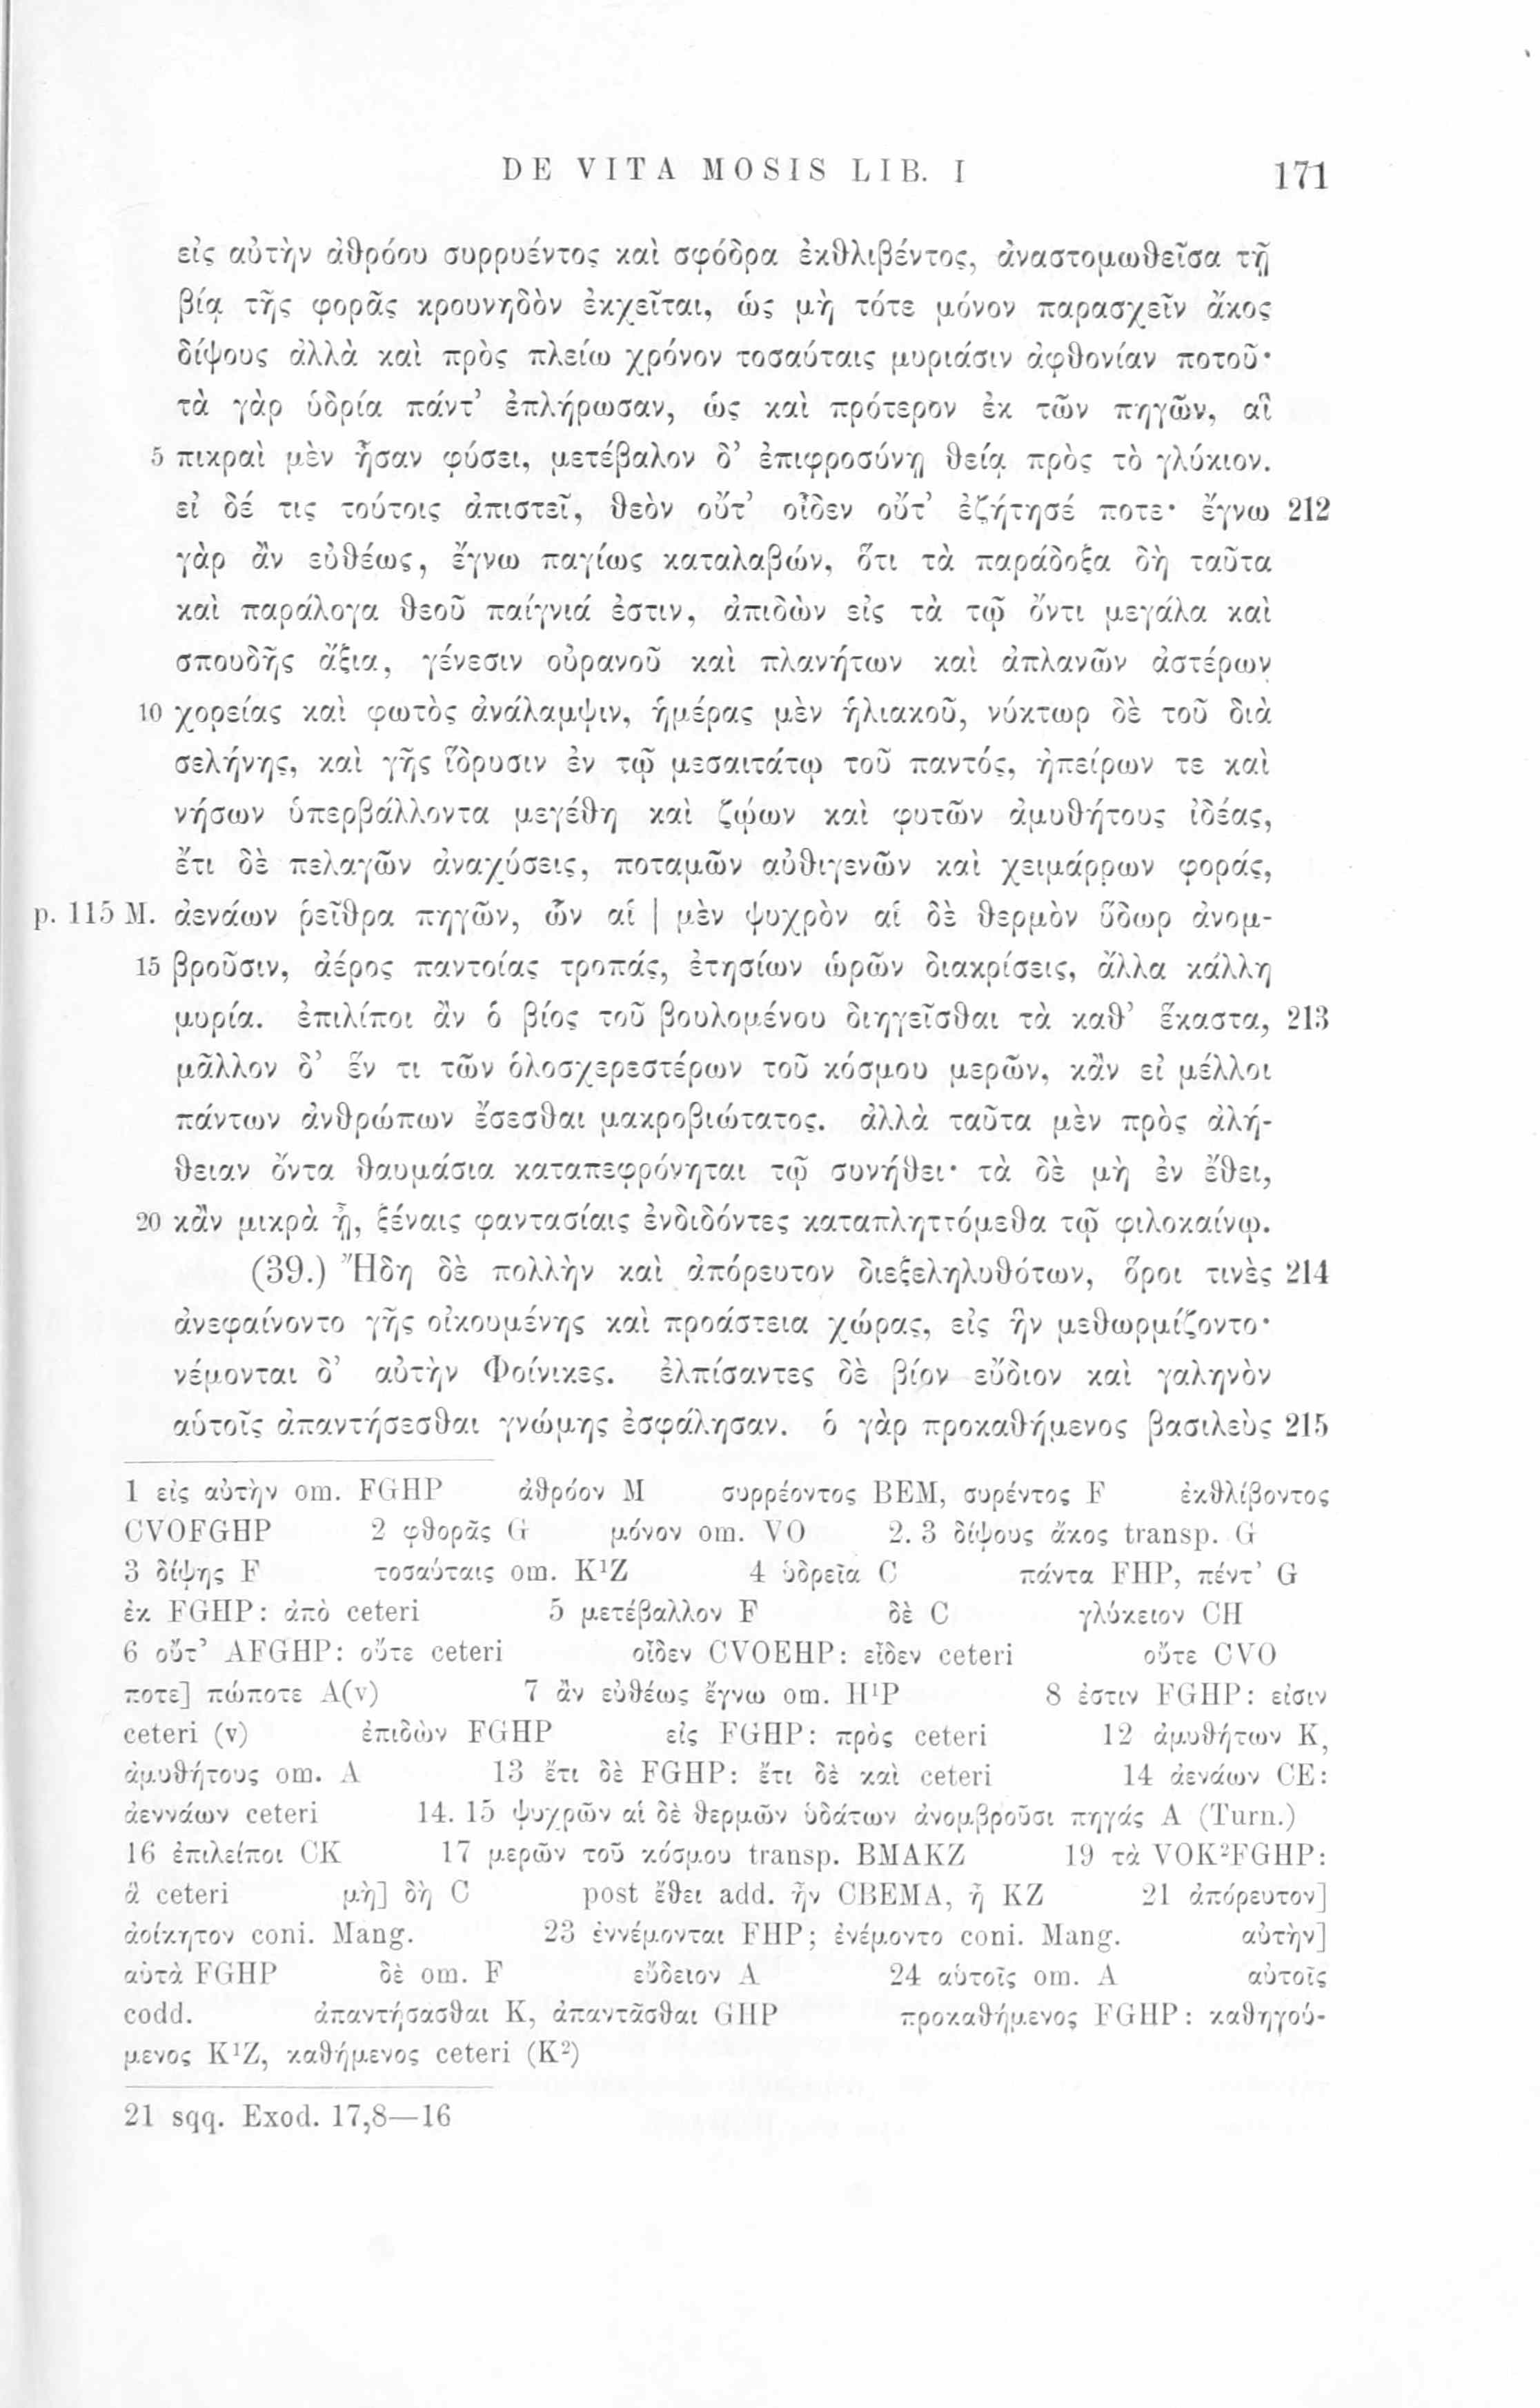 DE VITA MOSIS LIB. I 171
εἰς αὐτὴν ἀθρόου συρρυέντος καὶ σφόδρα ἐκθλιβέντος, ἀναστομωθεῖσα τῇ
βίᾳ τῆς φορᾶς κρουνηδὸν ἐκχεῖται, ὡς μὴ τότε μόνον παρασχεῖν ἄκος
δίψους ἀλλὰ καὶ πρὸς πλείω χρόνον τοσαύταις μυριάσιν ἀφθονίαν ποτοῦ·
τὰ γὰρ ὑδρία πάντ’ ἐπλήρωσαν, ὡς καὶ πρότερον ἐκ τῶν πηγῶν, αἳ
5 πικραὶ μὲν ἦσαν φύσει, μετέβαλον δ’ ἐπιφροσύνῃ θείᾳ πρὸς τὸ γλύκιον.
εἰ δέ τις τούτοις ἀπιστεῖ, θεὸν οὔτ’ οἶδεν οὔτ’ ἐζήτησέ ποτε· ἔγνω 212
γὰρ ἂν εὐθέως, ἔγνω παγίως καταλαβών, ὅτι τὰ παράδοξα δὴ ταῦτα
καὶ παράλογα θεοῦ παίγνιά ἐστιν, ἀπιδὼν εἰς τὰ τῷ ὄντι μεγάλα καὶ
σπουδῆς ἄξια, γένεσιν οὐρανοῦ καὶ πλανήτων καὶ ἀπλανῶν ἀστέρων
10 χορείας καὶ φωτὸς ἀνάλαμψιν, ἡμέρας μὲν ἡλιακοῦ, νύκτωρ δὲ τοῦ διὰ
σελήνης, καὶ γῆς ἵδρυσιν ἐν τῷ μεσαιτάτῳ τοῦ παντός, ἠπείρων τε καὶ
νήσων ὑπερβάλλοντα μεγέθη καὶ ζῴων καὶ φυτῶν ἀμυθήτους ἰδέας,
ἔτι δὲ πελαγῶν ἀναχύσεις, ποταμῶν αὐθιγενῶν καὶ χειμάρρων φοράς,
p. 115 M. ἀενάων ῥεῖθρα πηγῶν, ὧν αἱ | μὲν ψυχρὸν αἱ δὲ θερμὸν ὕδωρ ἀνομ-
15 βροῦσιν, ἀέρος παντοίας τροπάς, ἐτησίων ὡρῶν διακρίσεις, ἄλλα κάλλη
μυρία. ἐπιλίποι ἂν ὁ βίος τοῦ βουλομένου διηγεῖσθαι τὰ καθ’ ἕκαστα, 213
μᾶλλον δ’ ἕν τι τῶν ὁλοσχερεστέρων τοῦ κόσμου μερῶν, κἂν εἰ μέλλοι
πάντων ἀνθρώπων ἔσεσθαι μακροβιώτατος. ἀλλὰ ταῦτα μὲν πρὸς ἀλή-
θειαν ὄντα θαυμάσια καταπεφρόνηται τῷ συνήθει· τὰ δὲ μὴ ἐν ἔθει,
20 κἂν μικρὰ ᾖ, ξέναις φαντασίαις ἐνδιδόντες καταπληττόμεθα τῷ φιλοκαίνῳ.
(39.) Ἤδη δὲ πολλὴν καὶ ἀπόρευτον διεξεληλυθότων, ὅροι τινὲς 214
ἀνεφαίνοντο γῆς οἰκουμένης καὶ προάστεια χώρας, εἰς ἣν μεθωρμίζοντο·
νέμονται δ’ αὐτὴν Φοίνικες. ἐλπίσαντες δὲ βίον εὔδιον καὶ γαληνὸν
αὑτοῖς ἀπαντήσεσθαι γνώμης ἐσφάλησαν. ὁ γὰρ προκαθήμενος βασιλεὺς 215
1 εἰς αὐτὴν om. FGHP ἀθρόον M συρρέοντος BEM, συρέντος F ἐκθλίβοντος
CVOFGHP 2 φθορᾶς G μόνον om. VO 2. 3 δίψους ἄκος transp. G
3 δίψης F τοσαύταις om. K¹Z 4 ὑδρεῖα C πάντα FHP, πέντ’ G
ἐκ FGHP: ἀπὸ ceteri 5 μετέβαλλον F δὲ C γλύκειον CH
6 οὔτ’ AFGHP: οὔτε ceteri οἶδεν CVOEHP: εἶδεν ceteri οὔτε CVO
ποτε] πώποτε A(v) 7 ἂν εὐθέως ἔγνω om. H¹P 8 ἐστιν FGHP: εἰσιν
ceteri (v) ἐπιδὼν FGHP εἰς FGHP: πρὸς ceteri 12 ἀμυθήτων K,
ἀμυθήτους om. A 13 ἔτι δὲ FGHP: ἔτι δὲ καὶ ceteri 14 ἀενάων CE:
ἀεννάων ceteri 14. 15 ψυχρῶν αἱ δὲ θερμῶν ὑδάτων ἀνομβροῦσι πηγάς A (Turn.)
16 ἐπιλείποι CK 17 μερῶν τοῦ κόσμου transp. BMAKZ 19 τὰ VOK²FGHP:
ἃ ceteri μὴ] δὴ C post ἔθει add. ἦν CBEMA, ἢ KZ 21 ἀπόρευτον]
ἀοίκητον coni. Mang. 23 ἐννέμονται FHP; ἐνέμοντο coni. Mang. αὐτὴν]
αὐτὰ FGHP δὲ om. F εὔδειον A 24 αὑτοῖς om. A αὐτοῖς
codd. ἀπαντήσασθαι K, ἀπαντᾶσθαι GHP προκαθήμενος FGHP: καθηγού-
μενος K¹Z, καθήμενος ceteri (K²)
21 sqq. Exod. 17,8—16